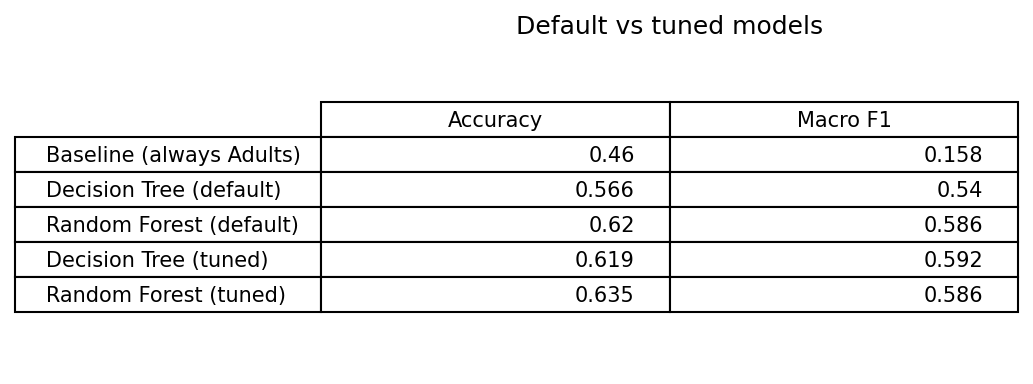 Default vs tuned models
Accuracy Macro F1
Baseline (always Adults) 0.46 0.158
Decision Tree (default) 0.566 0.54
Random Forest (default) 0.62 0.586
Decision Tree (tuned) 0.619 0.592
Random Forest (tuned) 0.635 0.586